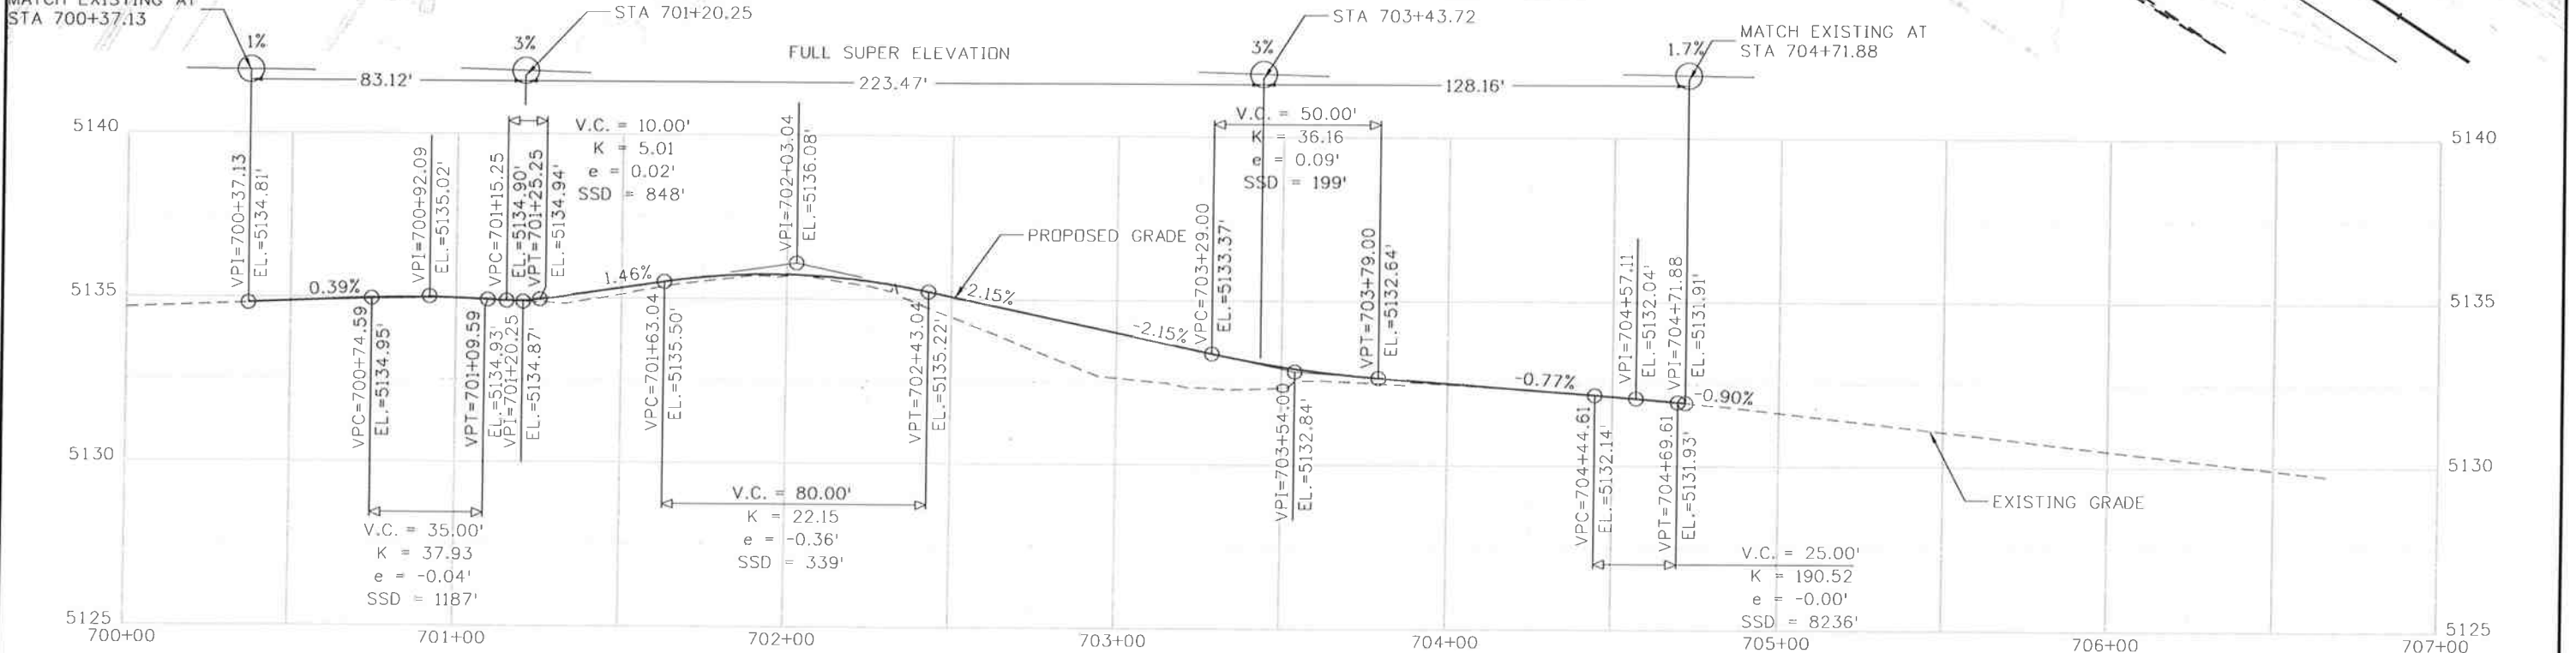 MATCH EXISTING AT
STA 700+37.13
STA 701+20.25
STA 703+43.72
MATCH EXISTING AT
STA 704+71.88
1%
3%
FULL SUPER ELEVATION
3%
1.7%
83.12'
223.47'
128.16'
V.C. = 10.00'
K = 5.01
e = 0.02'
SSD = 848'
V.C. = 50.00'
K = 36.16
e = 0.09'
SSD = 199'
5140
5140
VPI=700+37.13
EL.=5134.81'
VPI=700+92.09
EL.=5135.02'
VPC=701+15.25
EL.=5134.90'
VPT=701+25.25
EL.=5134.94'
VPI=702+03.04
EL.=5136.08'
PROPOSED GRADE
VPC=703+29.00
EL.=5133.37'
VPT=703+79.00
EL.=5132.64'
VPI=704+57.11
EL.=5132.04'
VPI=704+71.88
EL.=5131.91'
5135
5135
0.39%
1.46%
-2.15%
-2.15%
-0.77%
-0.90%
VPC=700+74.59
EL.=5134.95'
VPT=701+09.59
EL.=5134.93'
VPI=701+20.25
EL.=5134.87'
VPC=701+63.04
EL.=5135.50'
VPT=702+43.04
EL.=5135.22'
VPI=703+54.00
EL.=5132.84'
VPC=704+44.61
EL.=5132.14'
VPT=704+69.61
EL.=5131.93'
5130
5130
EXISTING GRADE
V.C. = 35.00'
K = 37.93
e = -0.04'
SSD = 1187'
V.C. = 80.00'
K = 22.15
e = -0.36'
SSD = 339'
V.C. = 25.00'
K = 190.52
e = -0.00'
SSD = 8236'
5125
5125
700+00
701+00
702+00
703+00
704+00
705+00
706+00
707+00